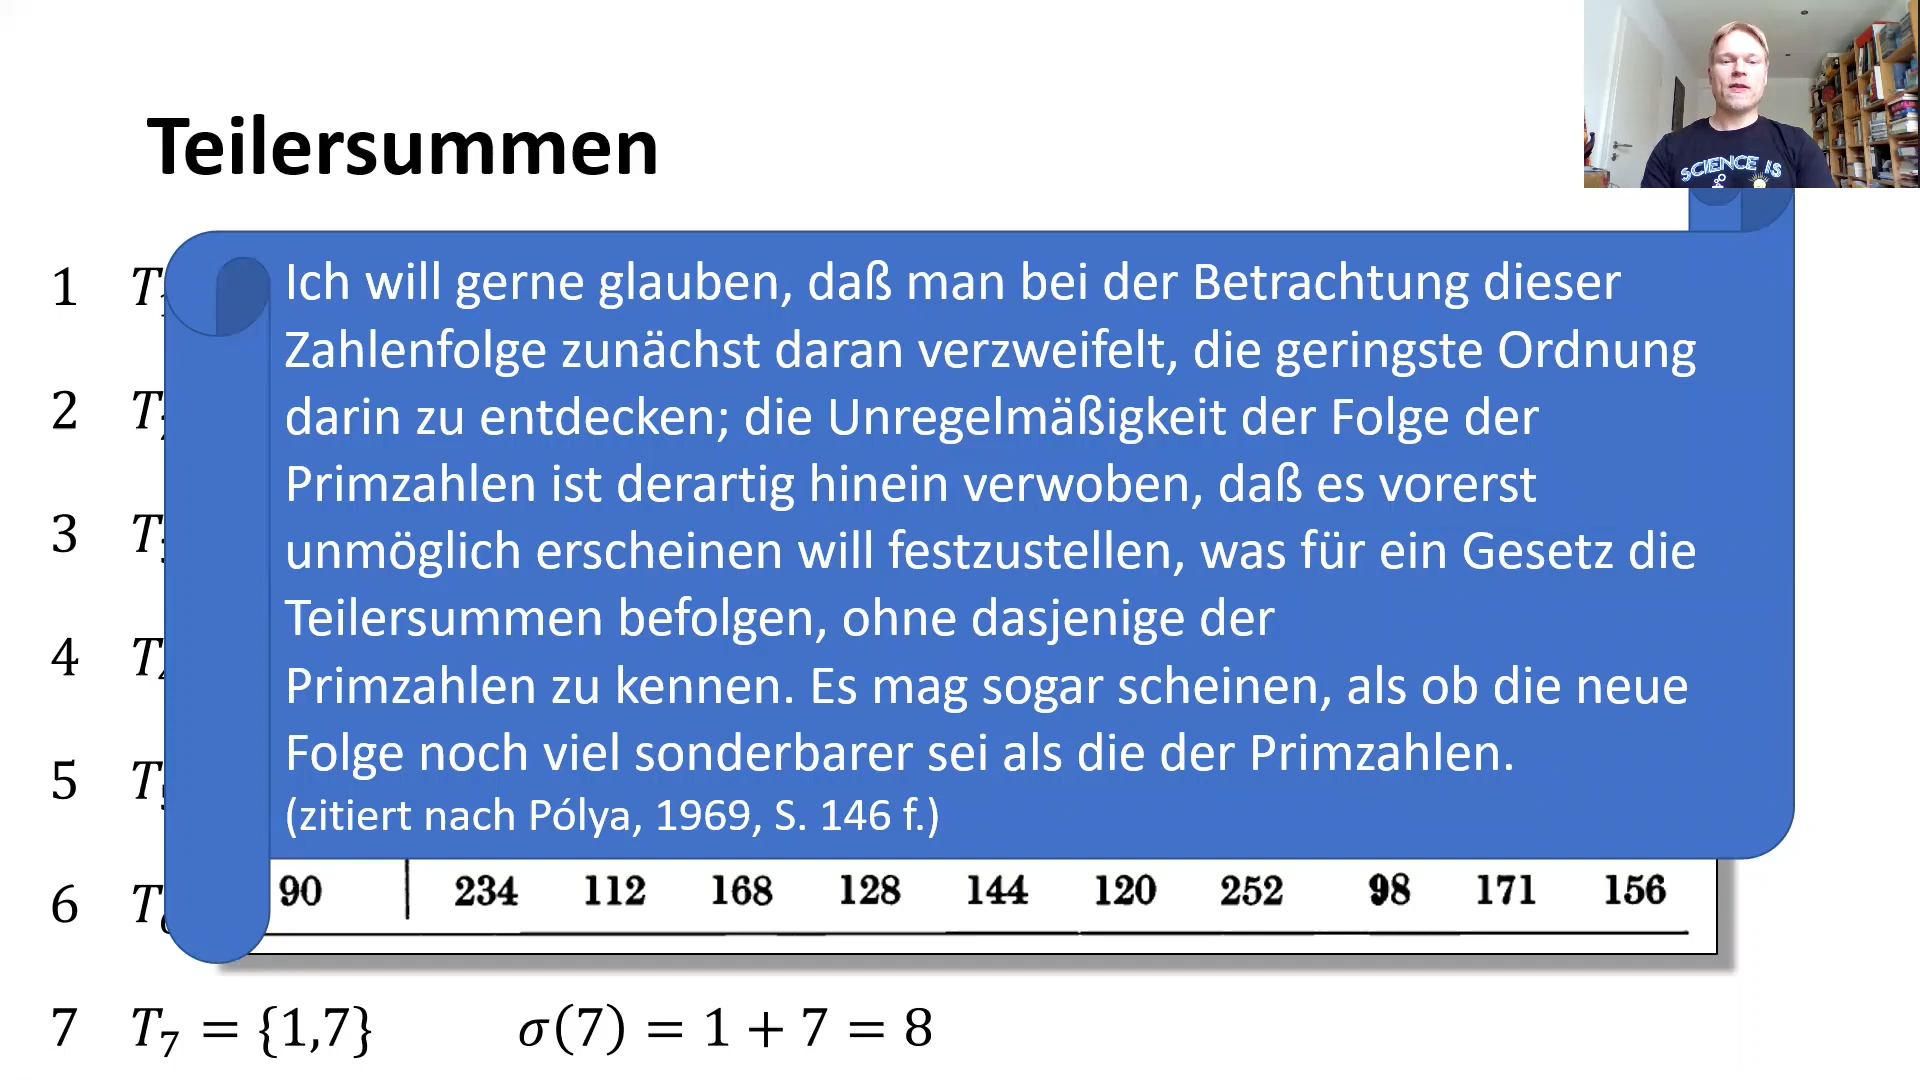 Teilersummen
SCIENCE IS
Ich will gerne glauben, daß man bei der Betrachtung dieser
Zahlenfolge zunächst daran verzweifelt, die geringste Ordnung
darin zu entdecken; die Unregelmäßigkeit der Folge der
Primzahlen ist derartig hinein verwoben, daß es vorerst
unmöglich erscheinen will festzustellen, was für ein Gesetz die
Teilersummen befolgen, ohne dasjenige der
Primzahlen zu kennen. Es mag sogar scheinen, als ob die neue
Folge noch viel sonderbarer sei als die der Primzahlen.
(zitiert nach Pólya, 1969, S. 146 f.)
1 T
2 T
3 T
4 T
5 T
6 T
90 234 112 168 128 144 120 252 98 171 156
7 T₇ = {1,7} σ(7) = 1 + 7 = 8